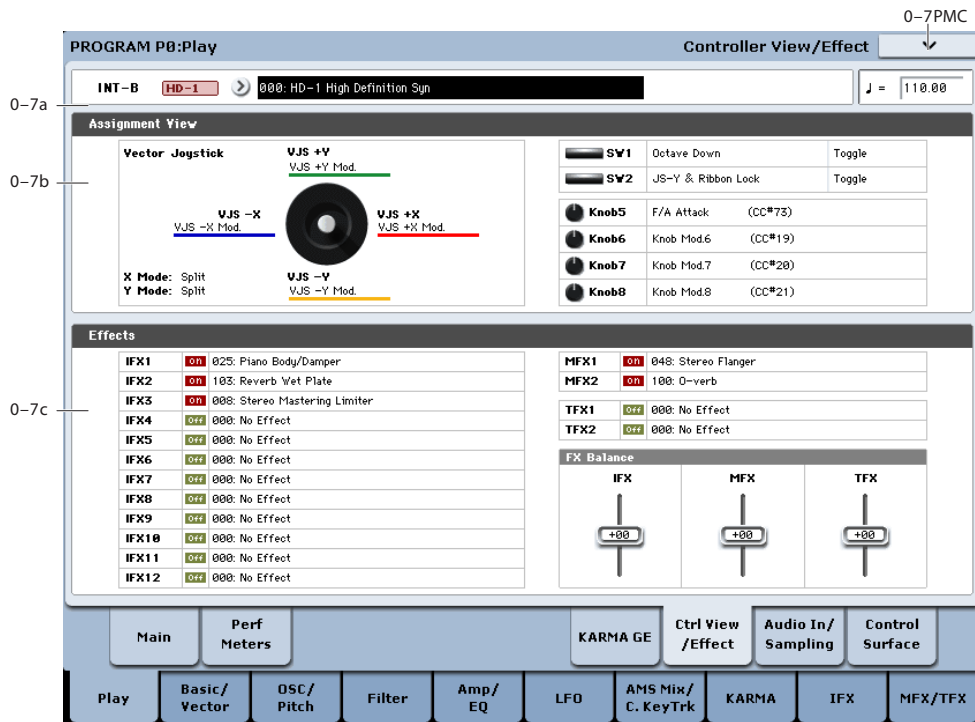 0–7PMC
PROGRAM P0:Play
Controller View/Effect
INT–B
HD–1
000: HD–1 High Definition Syn
♩ =
110.00
0–7a
Assignment View
0–7b
Vector Joystick
VJS +Y
VJS +Y Mod.
VJS –X
VJS –X Mod.
VJS +X
VJS +X Mod.
X Mode: Split
Y Mode: Split
VJS –Y
VJS –Y Mod.
SW1 Octave Down Toggle
SW2 JS–Y & Ribbon Lock Toggle
Knob5 F/A Attack (CC#73)
Knob6 Knob Mod.6 (CC#19)
Knob7 Knob Mod.7 (CC#20)
Knob8 Knob Mod.8 (CC#21)
Effects
0–7c
IFX1 On 025: Piano Body/Damper
IFX2 On 103: Reverb Wet Plate
IFX3 On 008: Stereo Mastering Limiter
IFX4 Off 000: No Effect
IFX5 Off 000: No Effect
IFX6 Off 000: No Effect
IFX7 Off 000: No Effect
IFX8 Off 000: No Effect
IFX9 Off 000: No Effect
IFX10 Off 000: No Effect
IFX11 Off 000: No Effect
IFX12 Off 000: No Effect
MFX1 On 048: Stereo Flanger
MFX2 On 100: O–verb
TFX1 Off 000: No Effect
TFX2 Off 000: No Effect
FX Balance
IFX MFX TFX
+00 +00 +00
Main
Perf
Meters
KARMA GE
Ctrl View
/Effect
Audio In/
Sampling
Control
Surface
Play
Basic/
Vector
OSC/
Pitch
Filter
Amp/
EQ
LFO
AMS Mix/
C. KeyTrk
KARMA
IFX
MFX/TFX